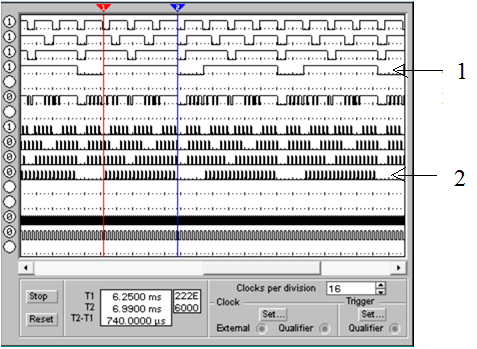 1 2
1
1
1
1
0
1
0
0
0
0
0
1
2
Stop
Reset
T1 6.2500 ms 222E
T2 6.9900 ms 6000
T2-T1 740.0000 µs
Clocks per division 16
Clock Trigger
Set... Set...
External Qualifier Qualifier